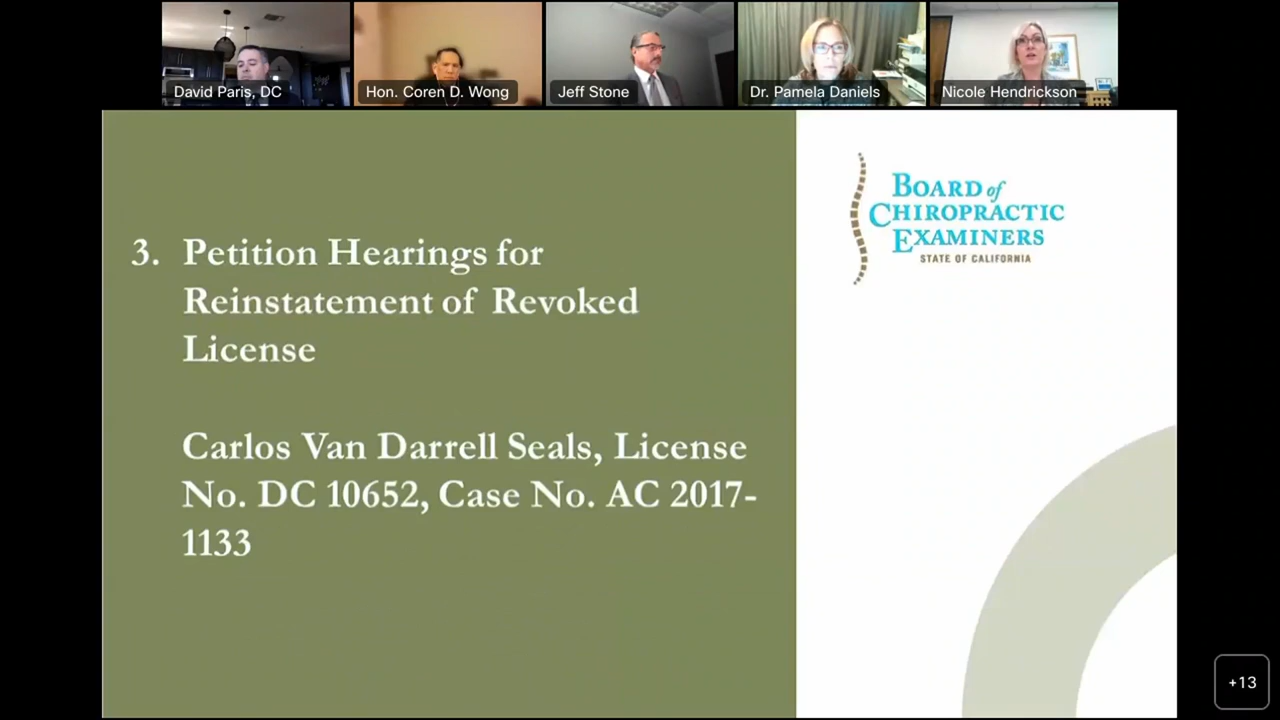 David Paris, DC
Hon. Coren D. Wong
Jeff Stone
Dr. Pamela Daniels
Nicole Hendrickson
3. Petition Hearings for
Reinstatement of Revoked
License
Carlos Van Darrell Seals, License
No. DC 10652, Case No. AC 2017-
1133
BOARD of
CHIROPRACTIC
EXAMINERS
STATE OF CALIFORNIA
+13